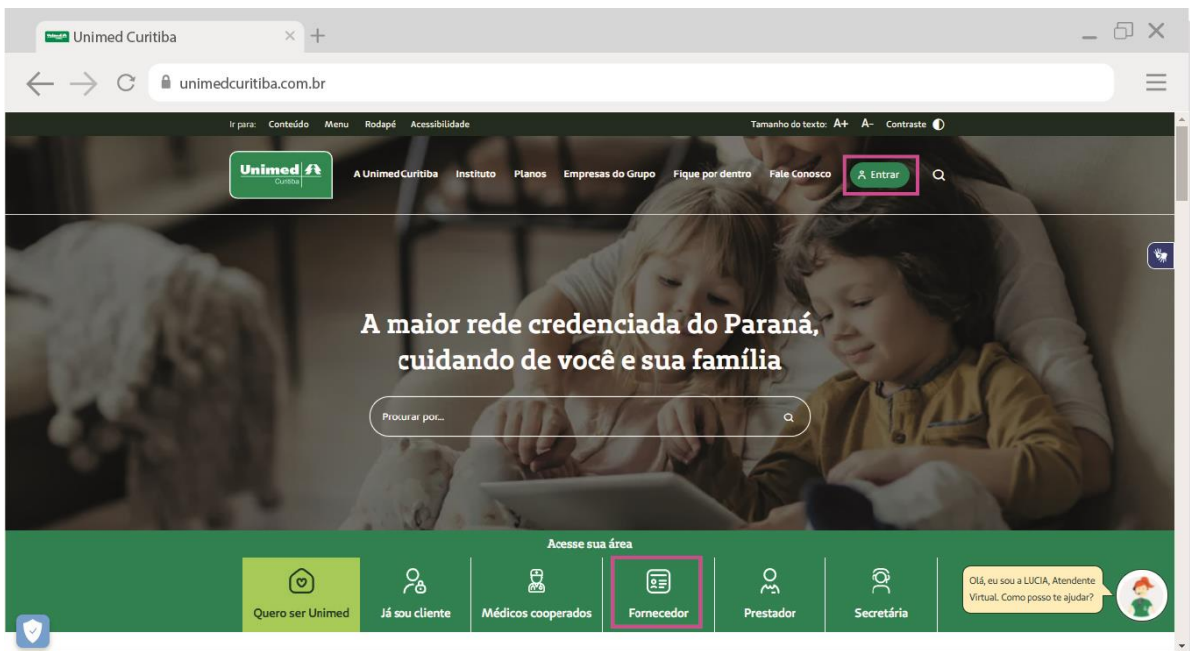 Unimed Curitiba
unimedcuritiba.com.br
Ir para: Conteúdo Menu Rodapé Acessibilidade Tamanho do texto: A+ A- Contraste
Unimed
Curitiba
A Unimed Curitiba Instituto Planos Empresas do Grupo Fique por dentro Fale Conosco Entrar
A maior rede credenciada do Paraná,
cuidando de você e sua família
Procurar por...
Acesse sua área
Quero ser Unimed Já sou cliente Médicos cooperados Fornecedor Prestador Secretária
Olá, eu sou a LUCIA, Atendente
Virtual. Como posso te ajudar?